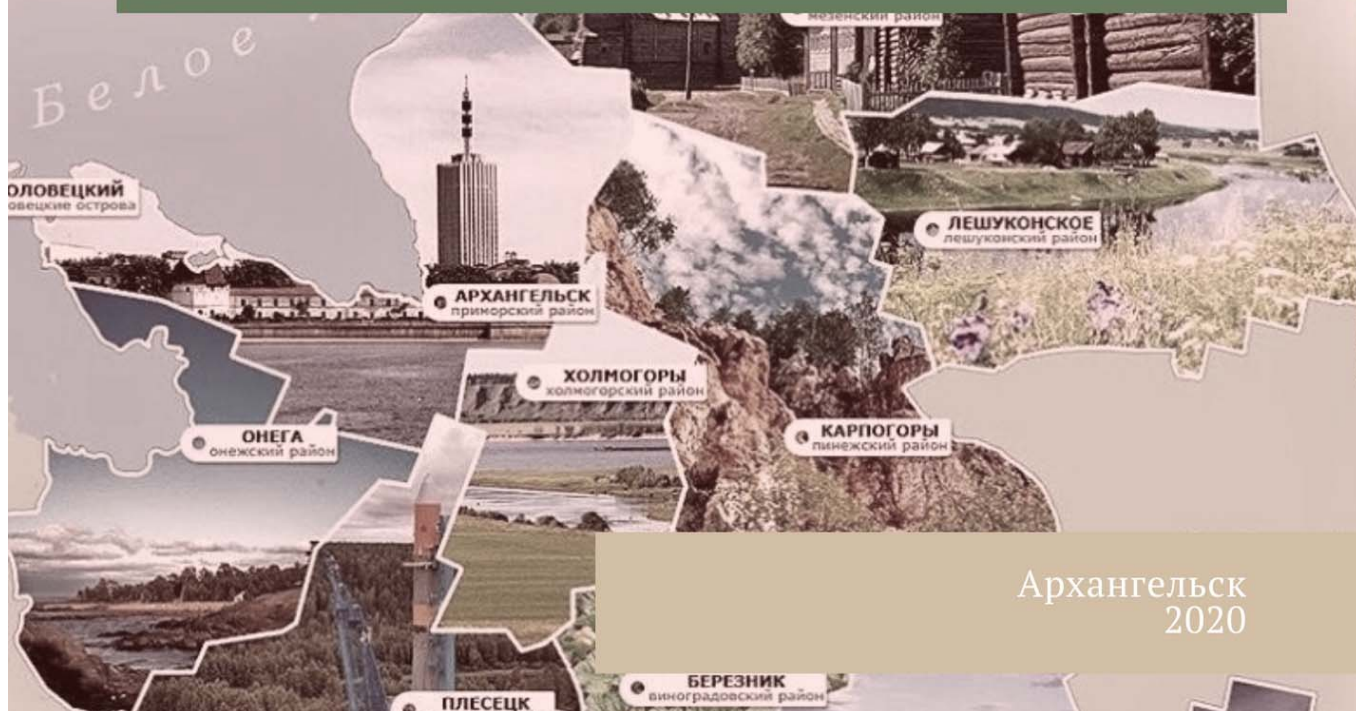 мезенский район
Белое
ОЛОВЕЦКИЙ
овецкие острова
ЛЕШУКОНСКОЕ
лешуконский район
АРХАНГЕЛЬСК
приморский район
ХОЛМОГОРЫ
холмогорский район
ОНЕГА
онежский район
КАРПОГОРЫ
пинежский район
Архангельск
2020
БЕРЕЗНИК
виноградовский район
ПЛЕСЕЦК